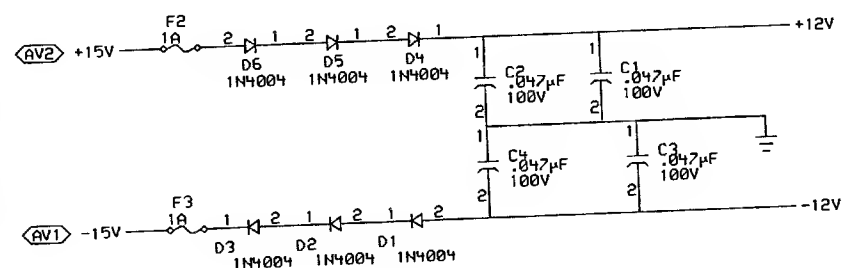 F2
1A
AV2 +15V 2 1 2 1 2 1 +12V
D6 D5 D4
1N4004 1N4004 1N4004
1 1
C2 C1
.047µF .047µF
100V 100V
2 2
1 1
C4 C3
.047µF .047µF
100V 100V
2 2
F3
1A
AV1 -15V 1 2 1 2 1 2 -12V
D3 D2 D1
1N4004 1N4004 1N4004